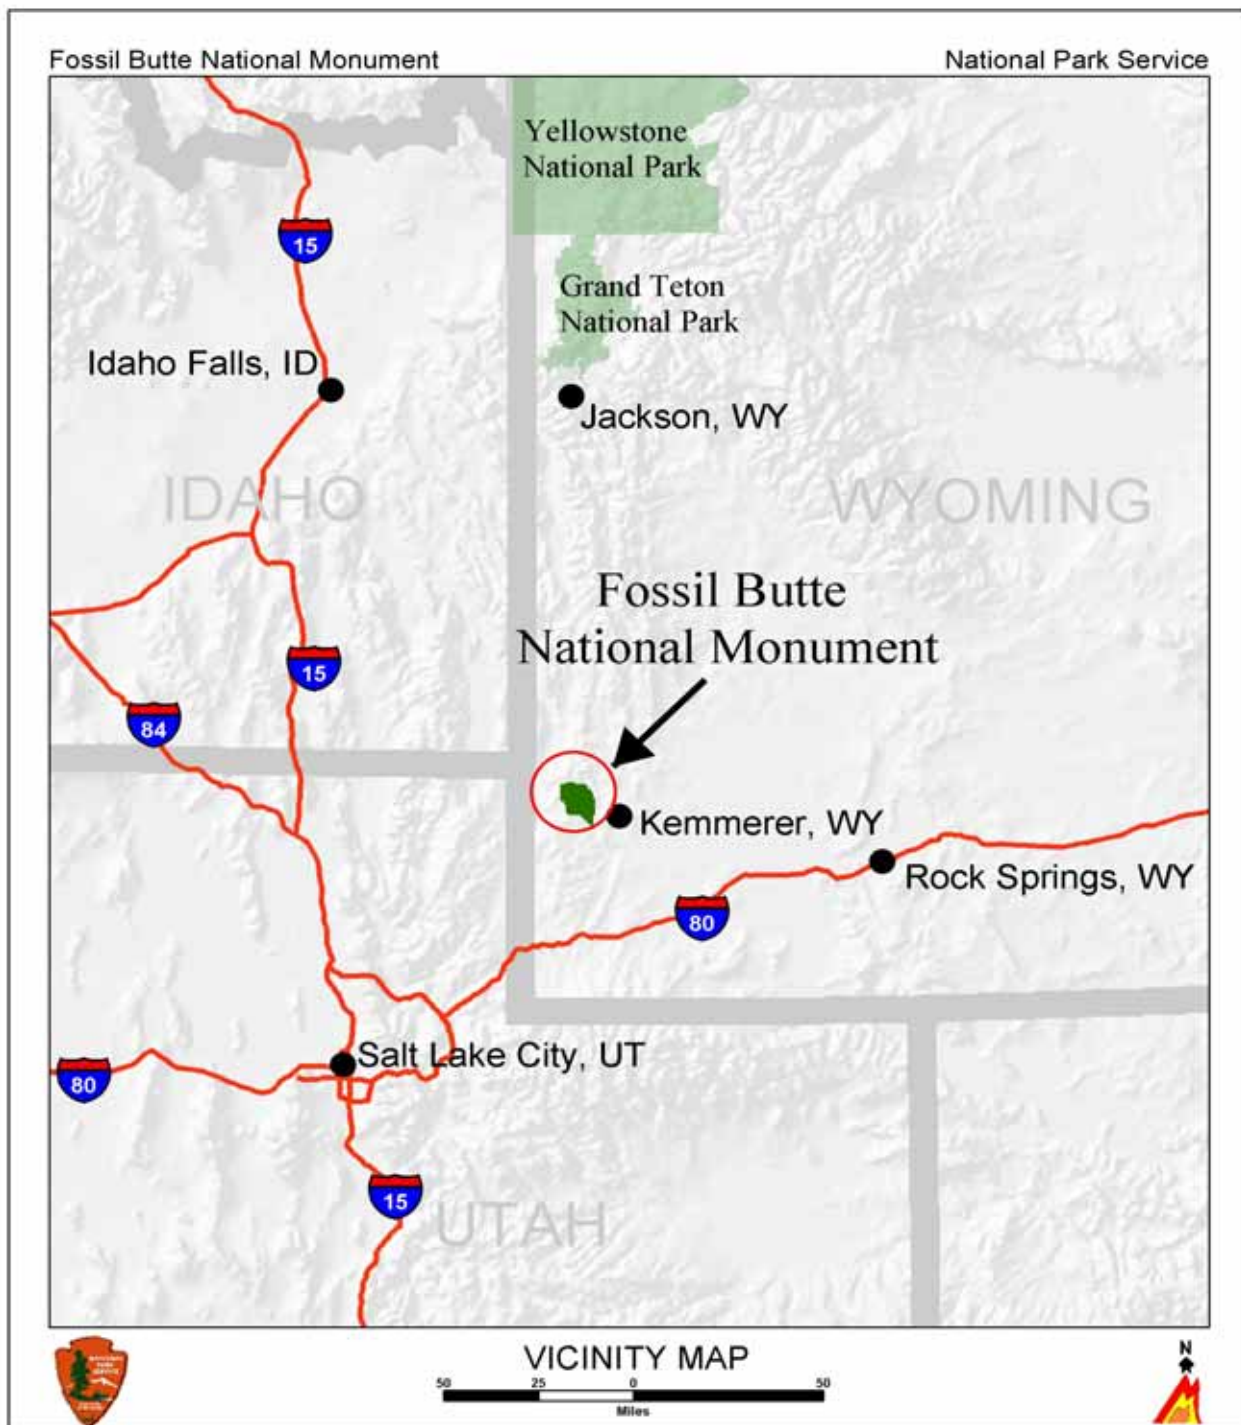 Fossil Butte National Monument
National Park Service
Yellowstone
National Park
15
Grand Teton
National Park
Idaho Falls, ID
Jackson, WY
IDAHO
WYOMING
Fossil Butte
National Monument
15
84
Kemmerer, WY
Rock Springs, WY
80
Salt Lake City, UT
80
15
UTAH
VICINITY MAP
50 25 0 50
Miles
N